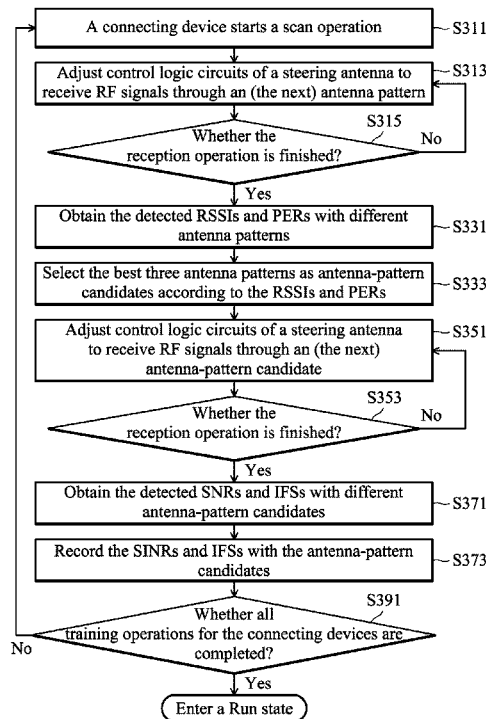 A connecting device starts a scan operation
S311
Adjust control logic circuits of a steering antenna to
receive RF signals through an (the next) antenna pattern
S313
S315
Whether the
reception operation is finished?
No
Yes
Obtain the detected RSSIs and PERs with different
antenna patterns
S331
Select the best three antenna patterns as antenna-pattern
candidates according to the RSSIs and PERs
S333
Adjust control logic circuits of a steering antenna
to receive RF signals through an (the next)
antenna-pattern candidate
S351
S353
Whether the
reception operation is finished?
No
Yes
Obtain the detected SNRs and IFSs with different
antenna-pattern candidates
S371
Record the SINRs and IFSs with the antenna-pattern
candidates
S373
S391
Whether all
training operations for the connecting devices are
completed?
No
Yes
Enter a Run state